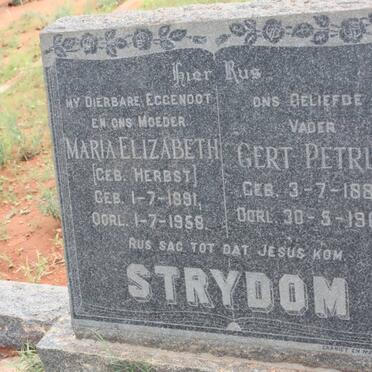 Hier Rus
MY DIERBARE EGGENOOT
EN ONS MOEDER
MARIA ELIZABETH
[GEB. HERBST]
GEB. 1-7-1891,
OORL. 1-7-1958.
ONS GELIEFDE
VADER
GERT PETRU
GEB. 3-7-188
OORL. 30-5-19
RUS SAG TOT DAT JESUS KOM.
STRYDOM